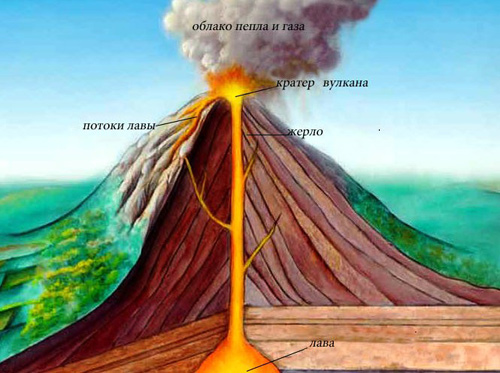 облако пепла и газа
кратер вулкана
потоки лавы
жерло
лава